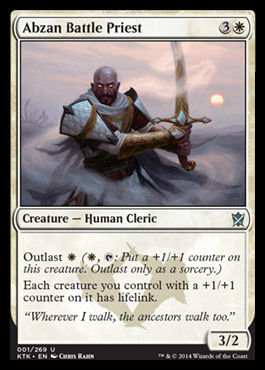 Abzan Battle Priest 3
Creature — Human Cleric
Outlast (, : Put a +1/+1 counter on
this creature. Outlast only as a sorcery.)
Each creature you control with a +1/+1
counter on it has lifelink.
“Wherever I walk, the ancestors walk too.”
3/2
001/269 U
KTK • EN Chris Rahn
™ & © 2014 Wizards of the Coast